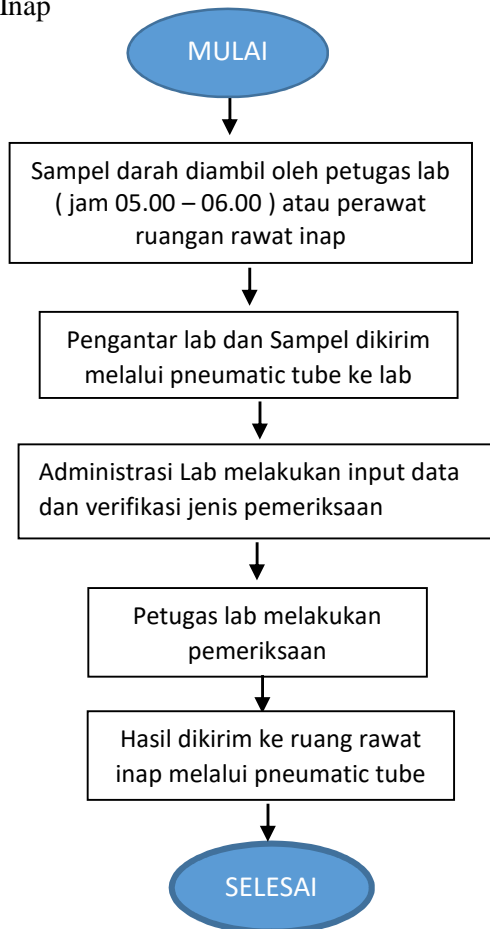 Inap
MULAI
Sampel darah diambil oleh petugas lab
( jam 05.00 – 06.00 ) atau perawat
ruangan rawat inap
Pengantar lab dan Sampel dikirim
melalui pneumatic tube ke lab
Administrasi Lab melakukan input data
dan verifikasi jenis pemeriksaan
Petugas lab melakukan
pemeriksaan
Hasil dikirim ke ruang rawat
inap melalui pneumatic tube
SELESAI